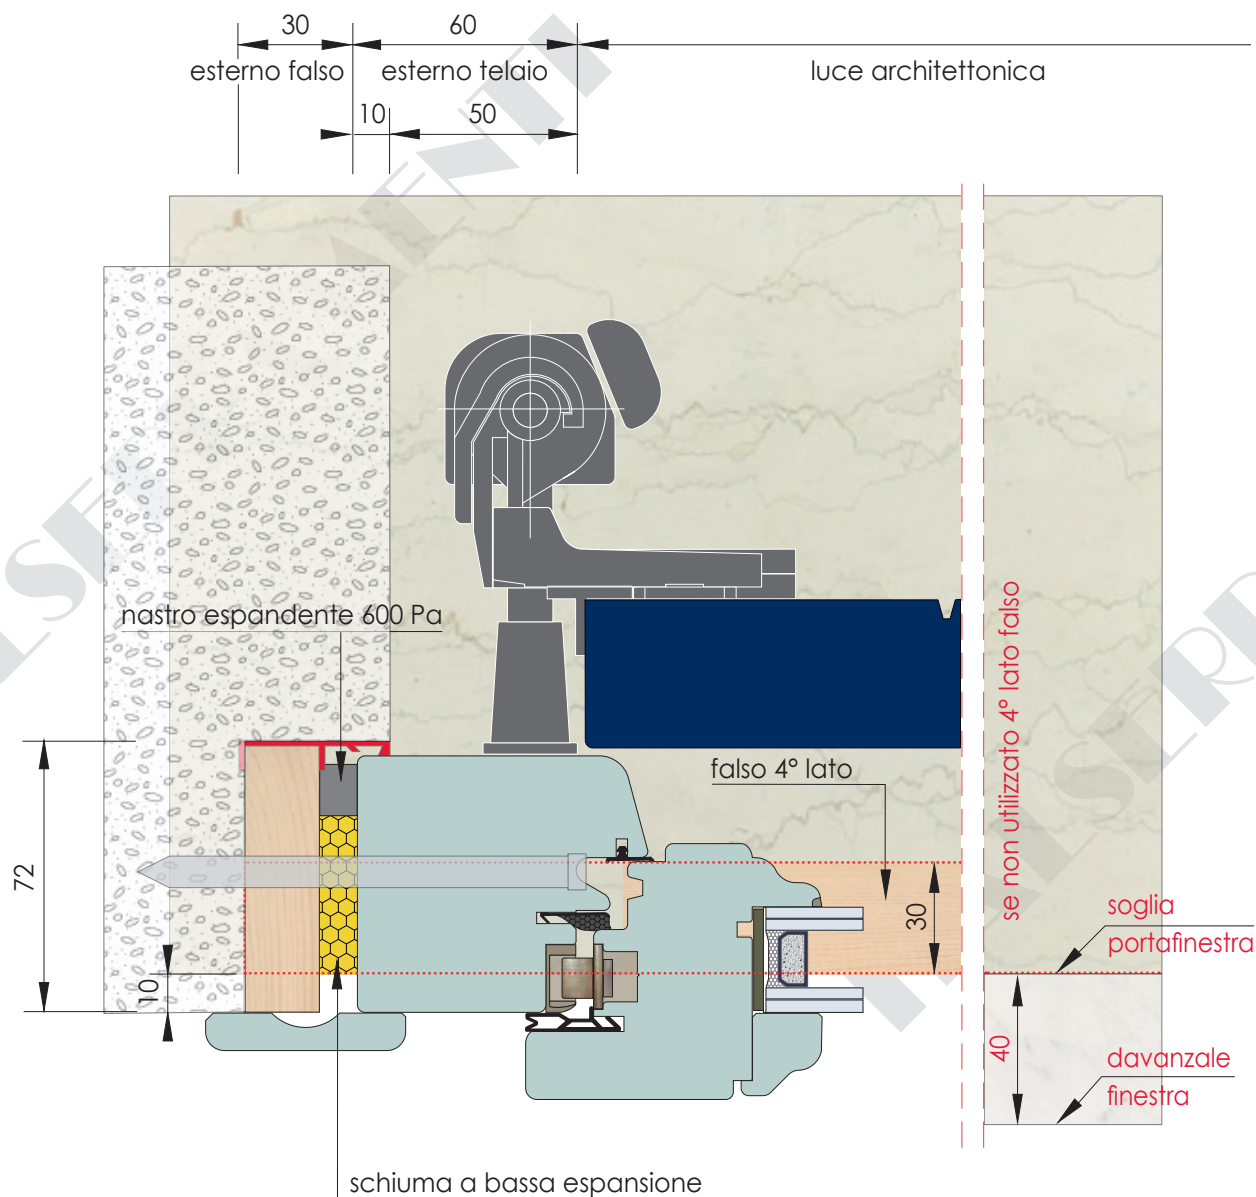 30
60
esterno falso
esterno telaio
luce architettonica
10
50
nastro espandente 600 Pa
falso 4° lato
se non utilizzato 4° lato falso
72
30
soglia
portafinestra
10
40
davanzale
finestra
schiuma a bassa espansione